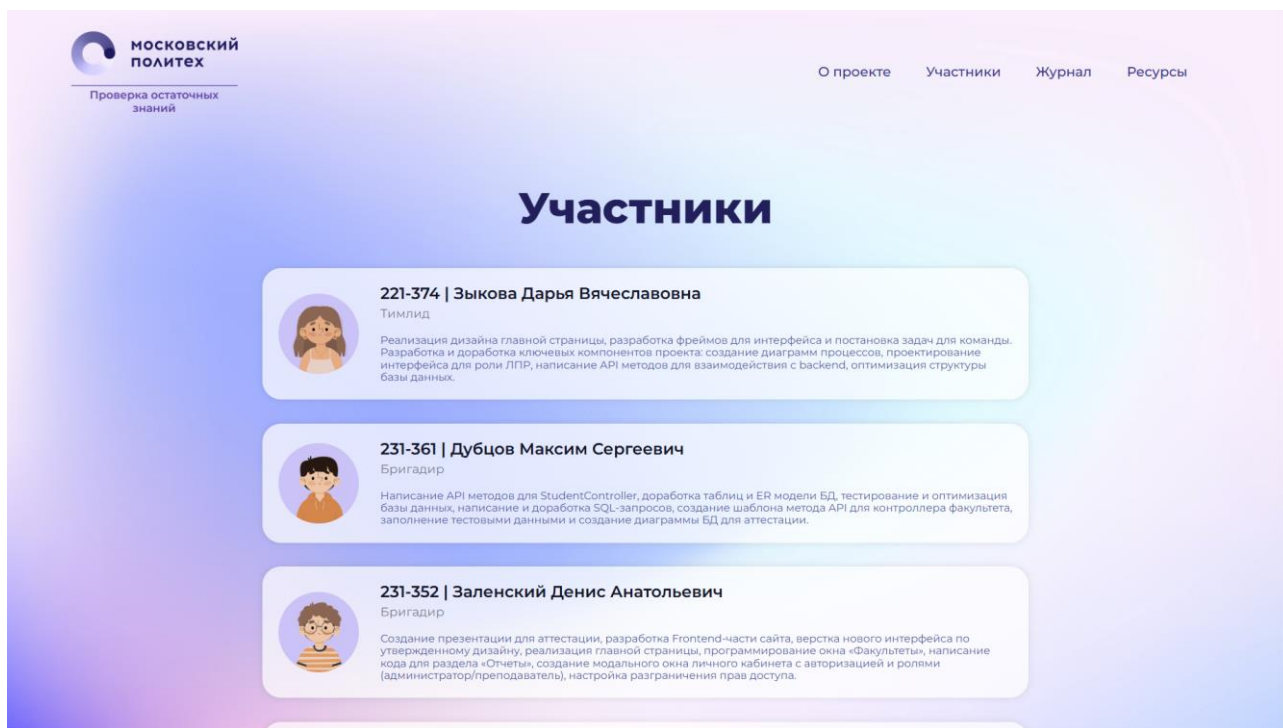 московский
политех
Проверка остаточных
знаний
О проекте Участники Журнал Ресурсы
Участники
221-374 | Зыкова Дарья Вячеславовна
Тимлид
Реализация дизайна главной страницы, разработка фреймов для интерфейса и постановка задач для команды.
Разработка и доработка ключевых компонентов проекта: создание диаграмм процессов, проектирование
интерфейса для роли ЛПР, написание API методов для взаимодействия с backend, оптимизация структуры
базы данных.
231-361 | Дубцов Максим Сергеевич
Бригадир
Написание API методов для StudentController, доработка таблиц и ER модели БД, тестирование и оптимизация
базы данных, написание и доработка SQL-запросов, создание шаблона метода API для контроллера факультета,
заполнение тестовыми данными и создание диаграммы БД для аттестации.
231-352 | Заленский Денис Анатольевич
Бригадир
Создание презентации для аттестации, разработка Frontend-части сайта, верстка нового интерфейса по
утвержденному дизайну, реализация главной страницы, программирование окна «Факультеты», написание
кода для раздела «Отчеты», создание модального окна личного кабинета с авторизацией и ролями
(администратор/преподаватель), настройка разграничения прав доступа.